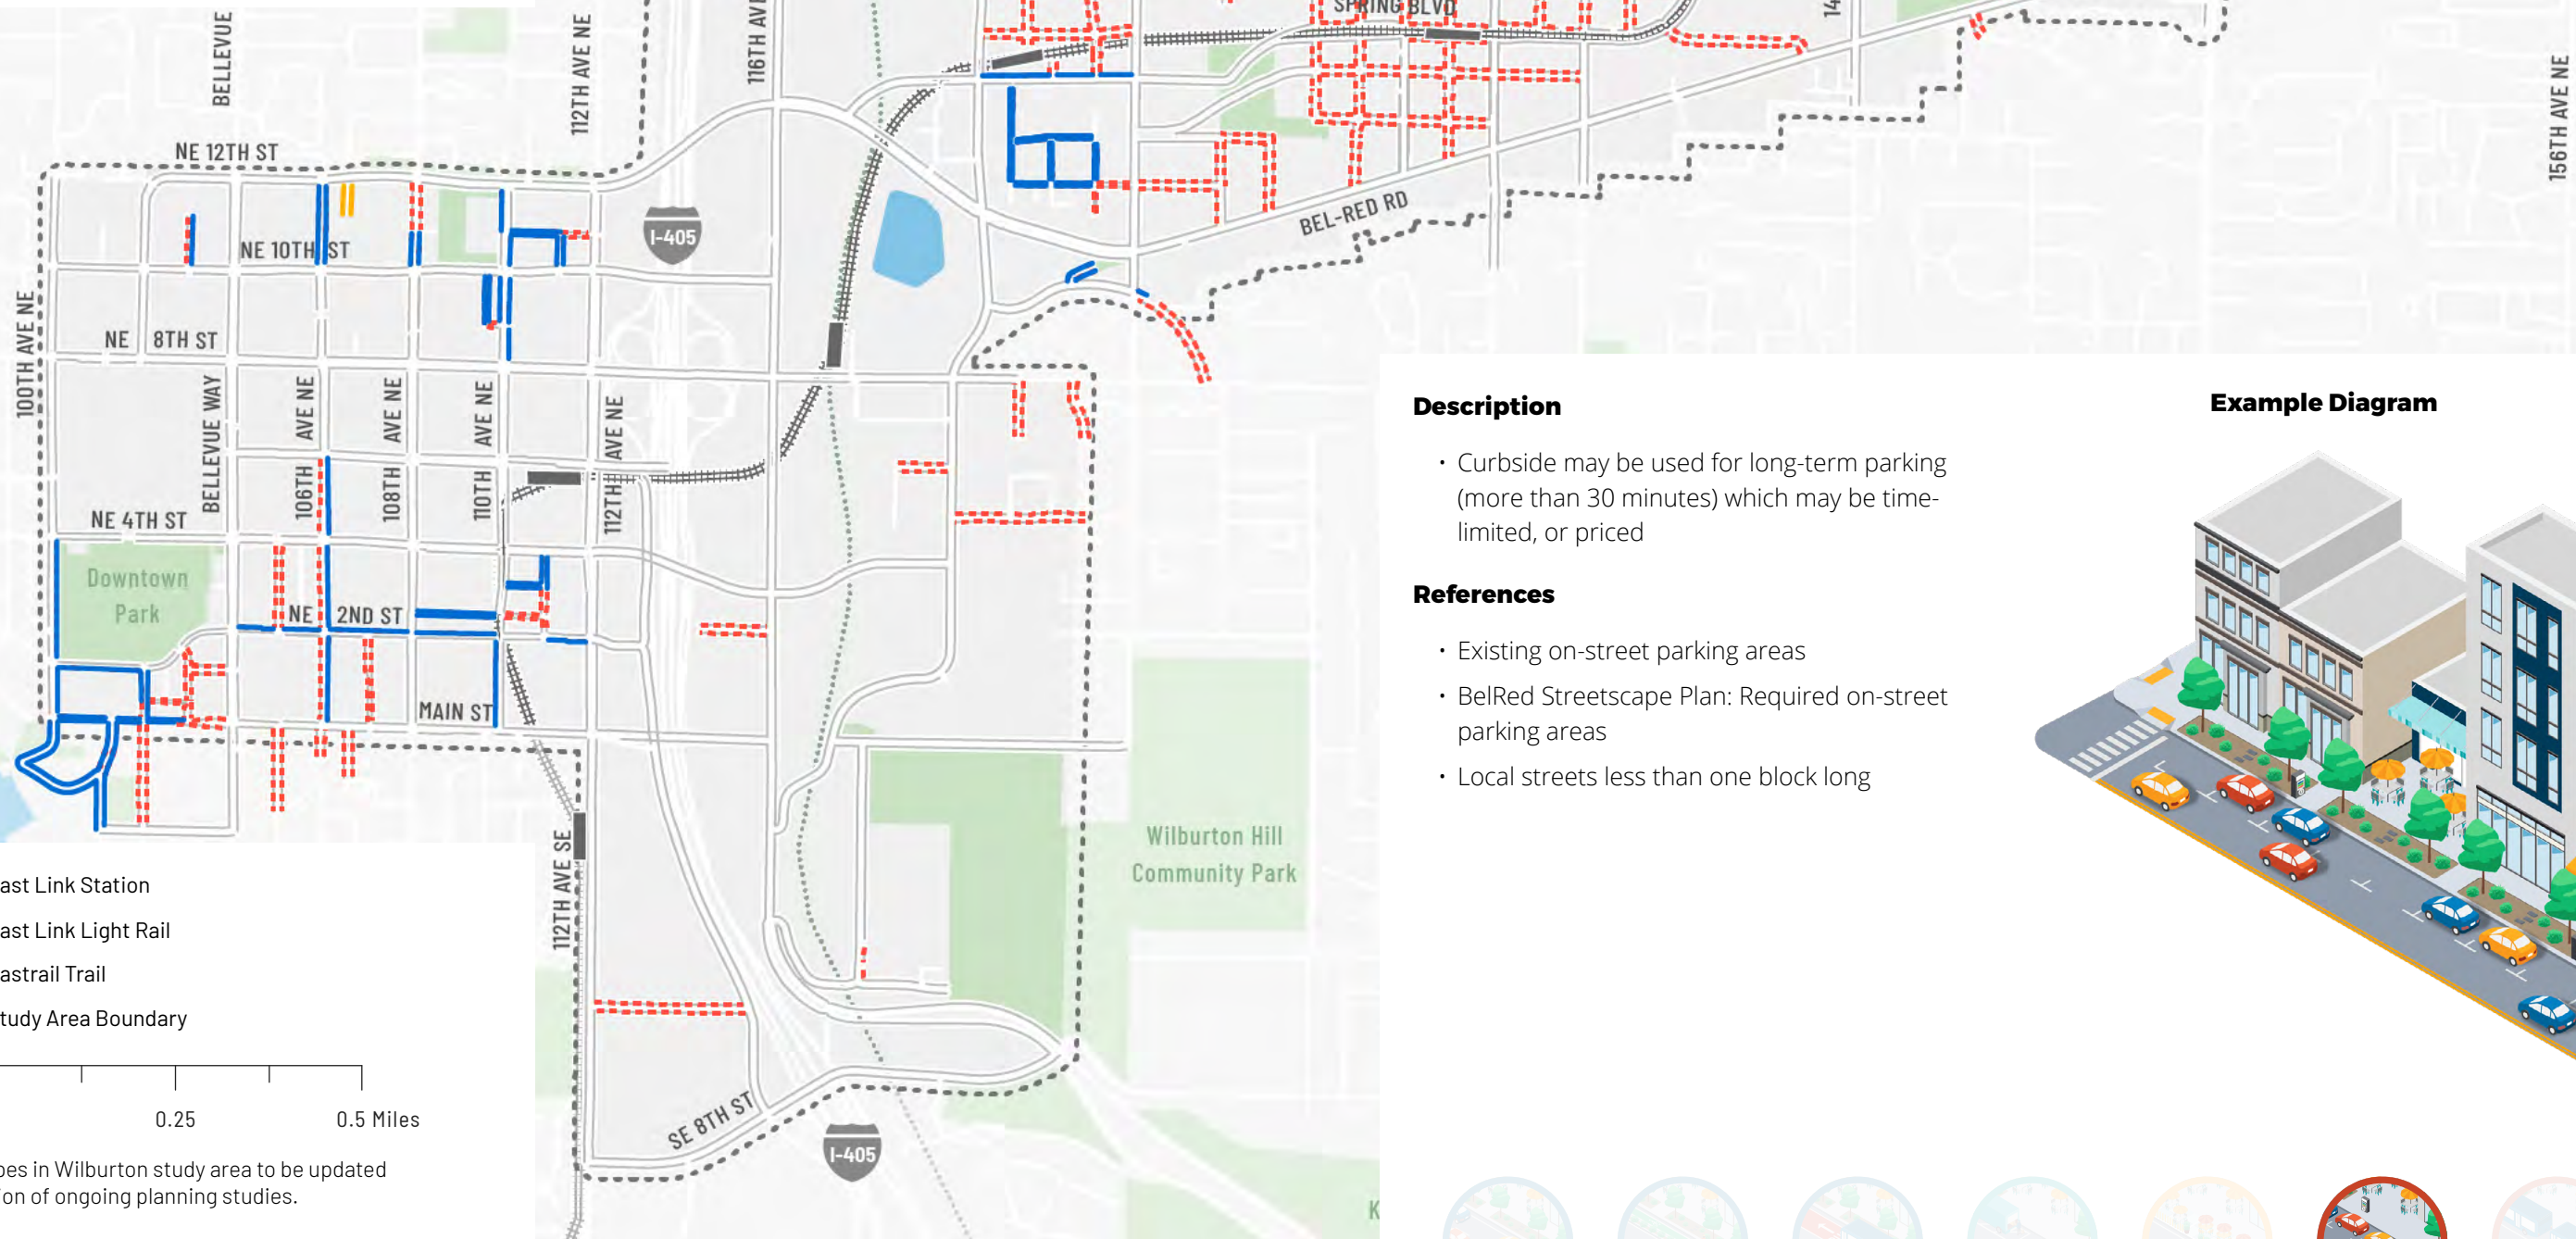 SPRING BLVD
BELLEVUE
112TH AVE NE
156TH AVE NE
NE 12TH ST
BEL-RED RD
I-405
NE 10TH ST
100TH AVE NE
NE 8TH ST
BELLEVUE WAY
106TH AVE NE
108TH AVE NE
110TH AVE NE
112TH AVE NE
NE 4TH ST
Downtown
Park
NE 2ND ST
MAIN ST
Wilburton Hill
Community Park
112TH AVE SE
SE 8TH ST
I-405
ast Link Station
ast Link Light Rail
astrail Trail
tudy Area Boundary
0.25
0.5 Miles
pes in Wilburton study area to be updated
ion of ongoing planning studies.
Description
• Curbside may be used for long-term parking
(more than 30 minutes) which may be time-
limited, or priced
References
• Existing on-street parking areas
• BelRed Streetscape Plan: Required on-street
parking areas
• Local streets less than one block long
Example Diagram